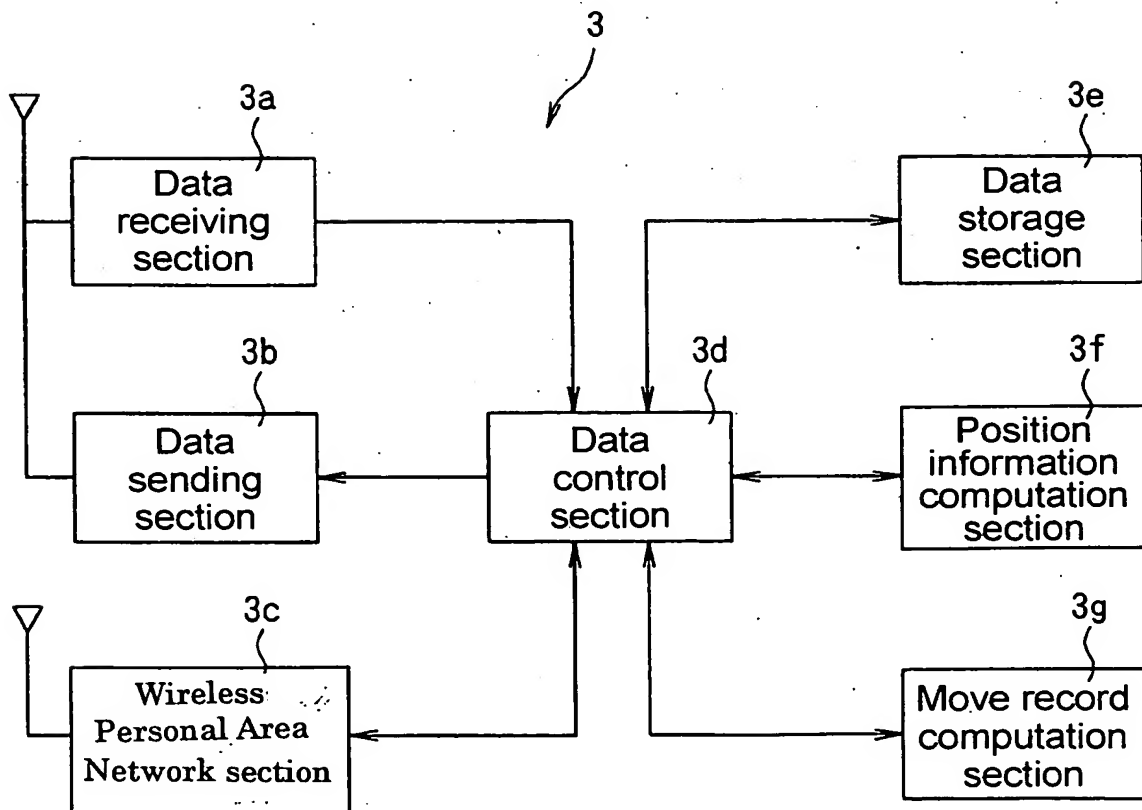 3
3a
Data
receiving
section
3e
Data
storage
section
3b
Data
sending
section
3d
Data
control
section
3f
Position
information
computation
section
3c
Wireless
Personal Area
Network section
3g
Move record
computation
section